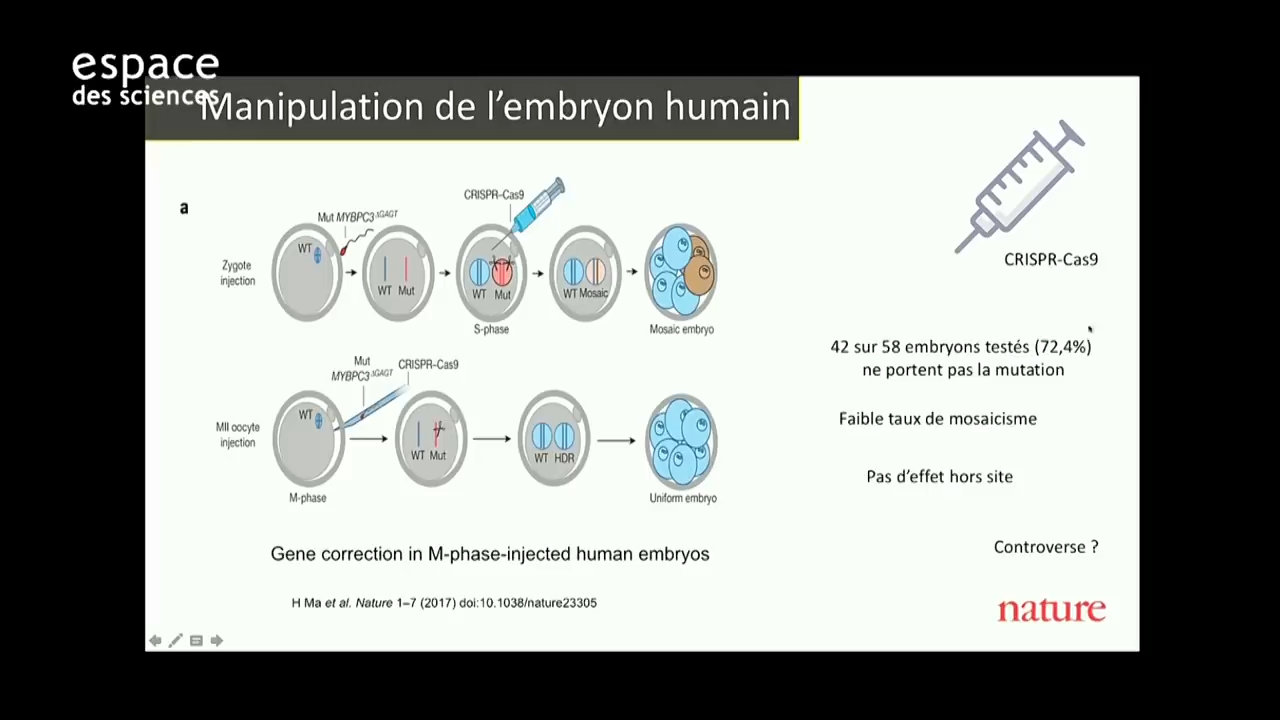 espace
des sciences
Manipulation de l’embryon humain
a
CRISPR-Cas9
Mut MYBPC3ΔGAGT
WT
Zygote
injection
WT Mut
WT Mut
WT Mosaic
S-phase
Mosaic embryo
Mut
MYBPC3ΔGAGT
CRISPR-Cas9
WT
MII oocyte
injection
WT Mut
WT HDR
M-phase
Uniform embryo
Gene correction in M-phase-injected human embryos
H Ma et al. Nature 1–7 (2017) doi:10.1038/nature23305
CRISPR-Cas9
42 sur 58 embryons testés (72,4%)
ne portent pas la mutation
Faible taux de mosaicisme
Pas d’effet hors site
Controverse ?
nature